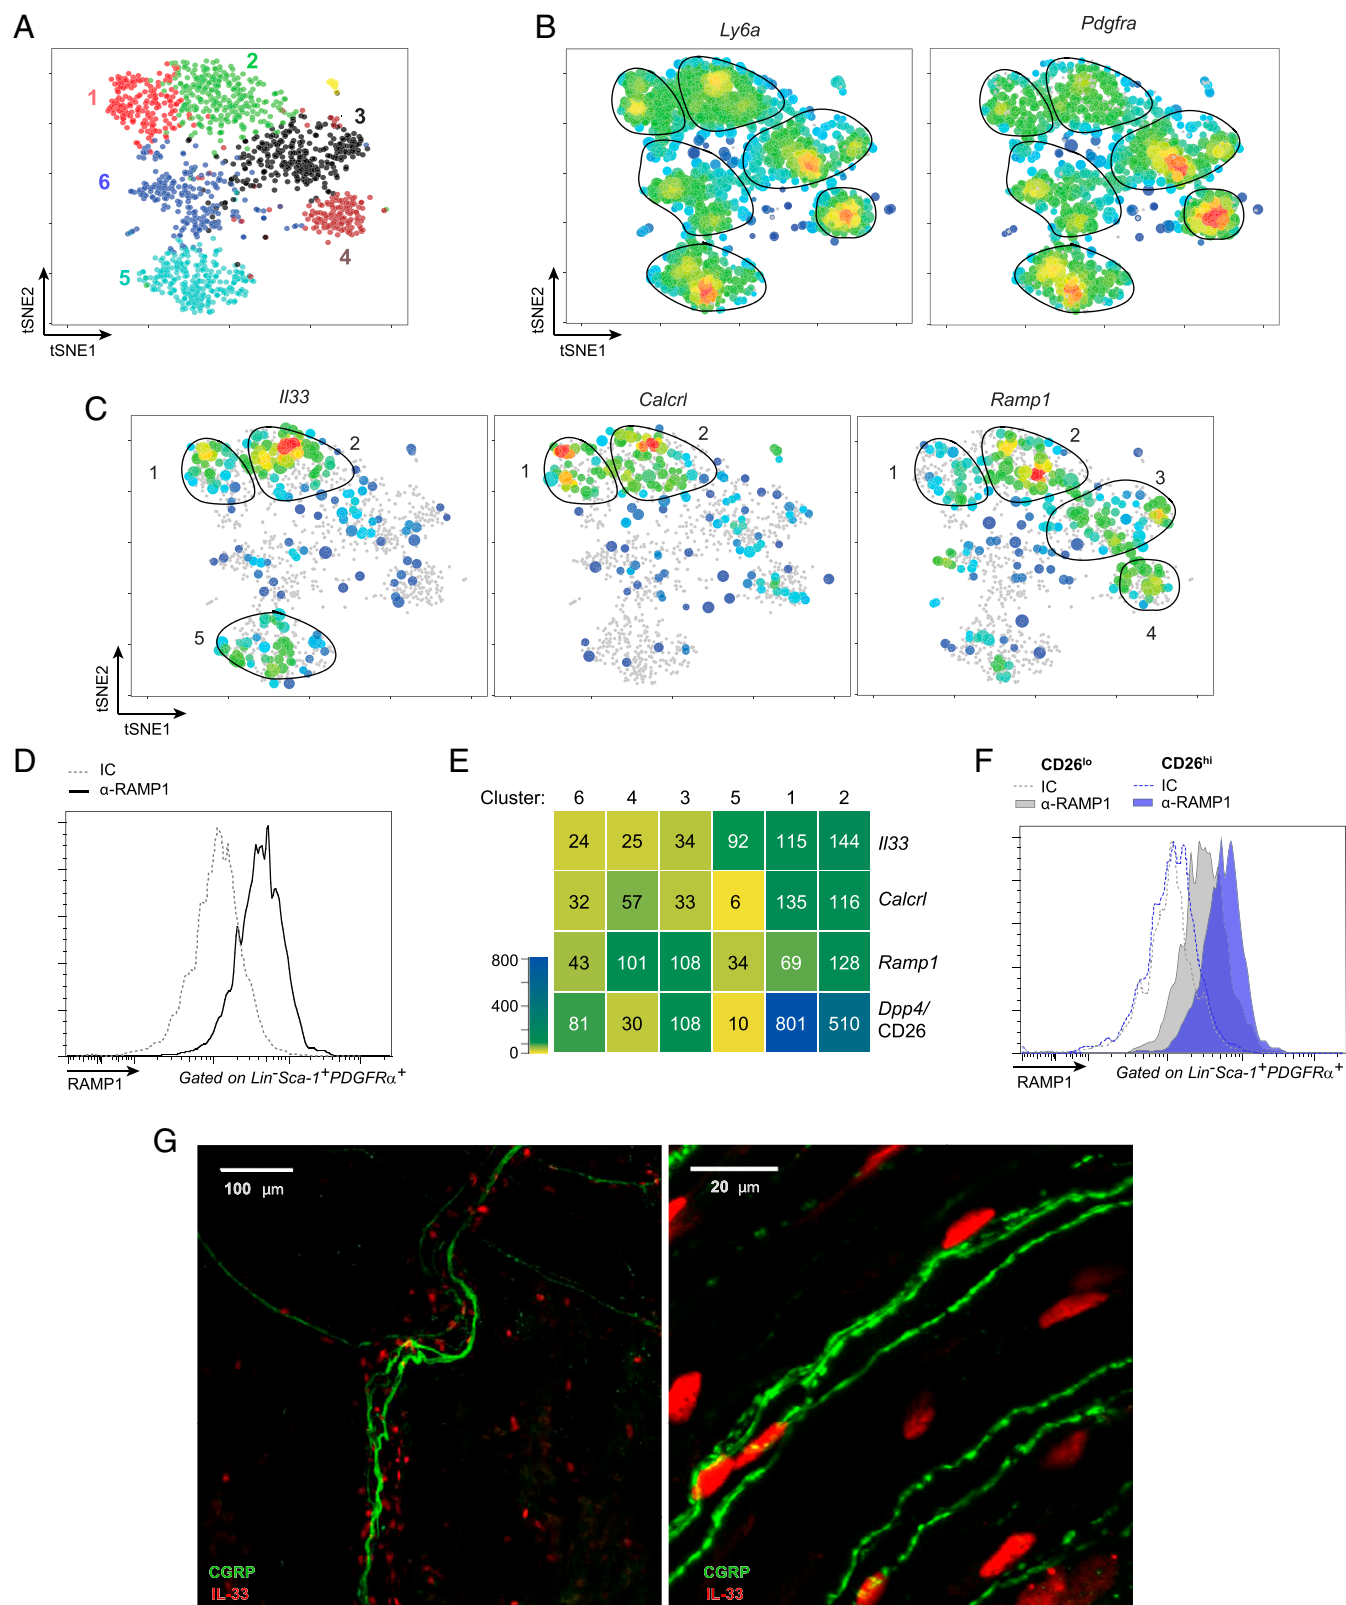 A
1
2
3
4
5
6
tSNE2
tSNE1
B
Ly6a
Pdgfra
tSNE2
tSNE1
C
Il33
Calcrl
Ramp1
1
2
5
1
2
1
2
3
4
tSNE2
tSNE1
D
IC
α-RAMP1
RAMP1
Gated on Lin⁻Sca-1⁺PDGFRα⁺
E
Cluster: 6 4 3 5 1 2
24 25 34 92 115 144 Il33
32 57 33 6 135 116 Calcrl
43 101 108 34 69 128 Ramp1
81 30 108 10 801 510 Dpp4/
CD26
800
400
0
F
CD26ˡᵒ CD26ʰⁱ
IC IC
α-RAMP1 α-RAMP1
RAMP1
Gated on Lin⁻Sca-1⁺PDGFRα⁺
G
100 µm
CGRP
IL-33
20 µm
CGRP
IL-33